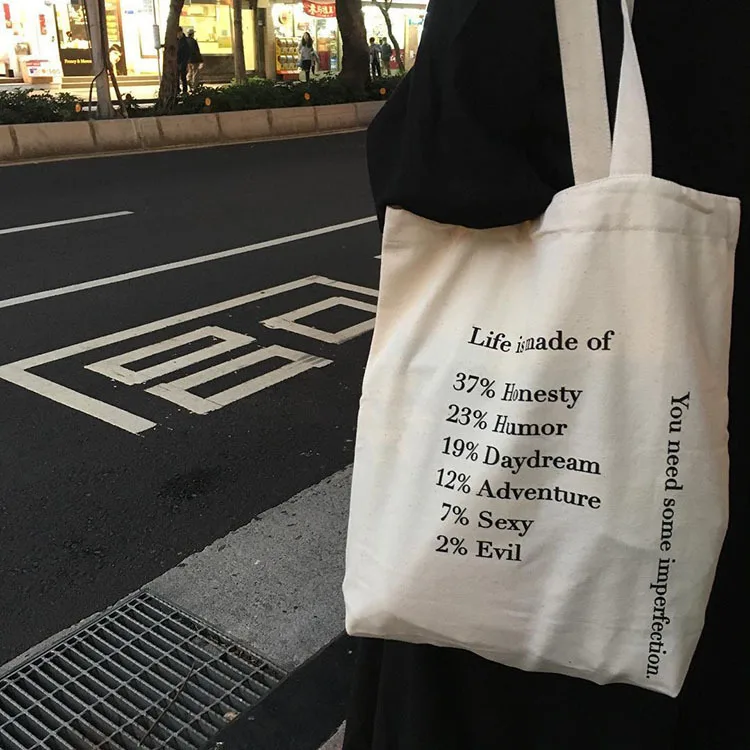 Life is made of
37% Honesty
23% Humor
19% Daydream
12% Adventure
7% Sexy
2% Evil
You need some imperfection.